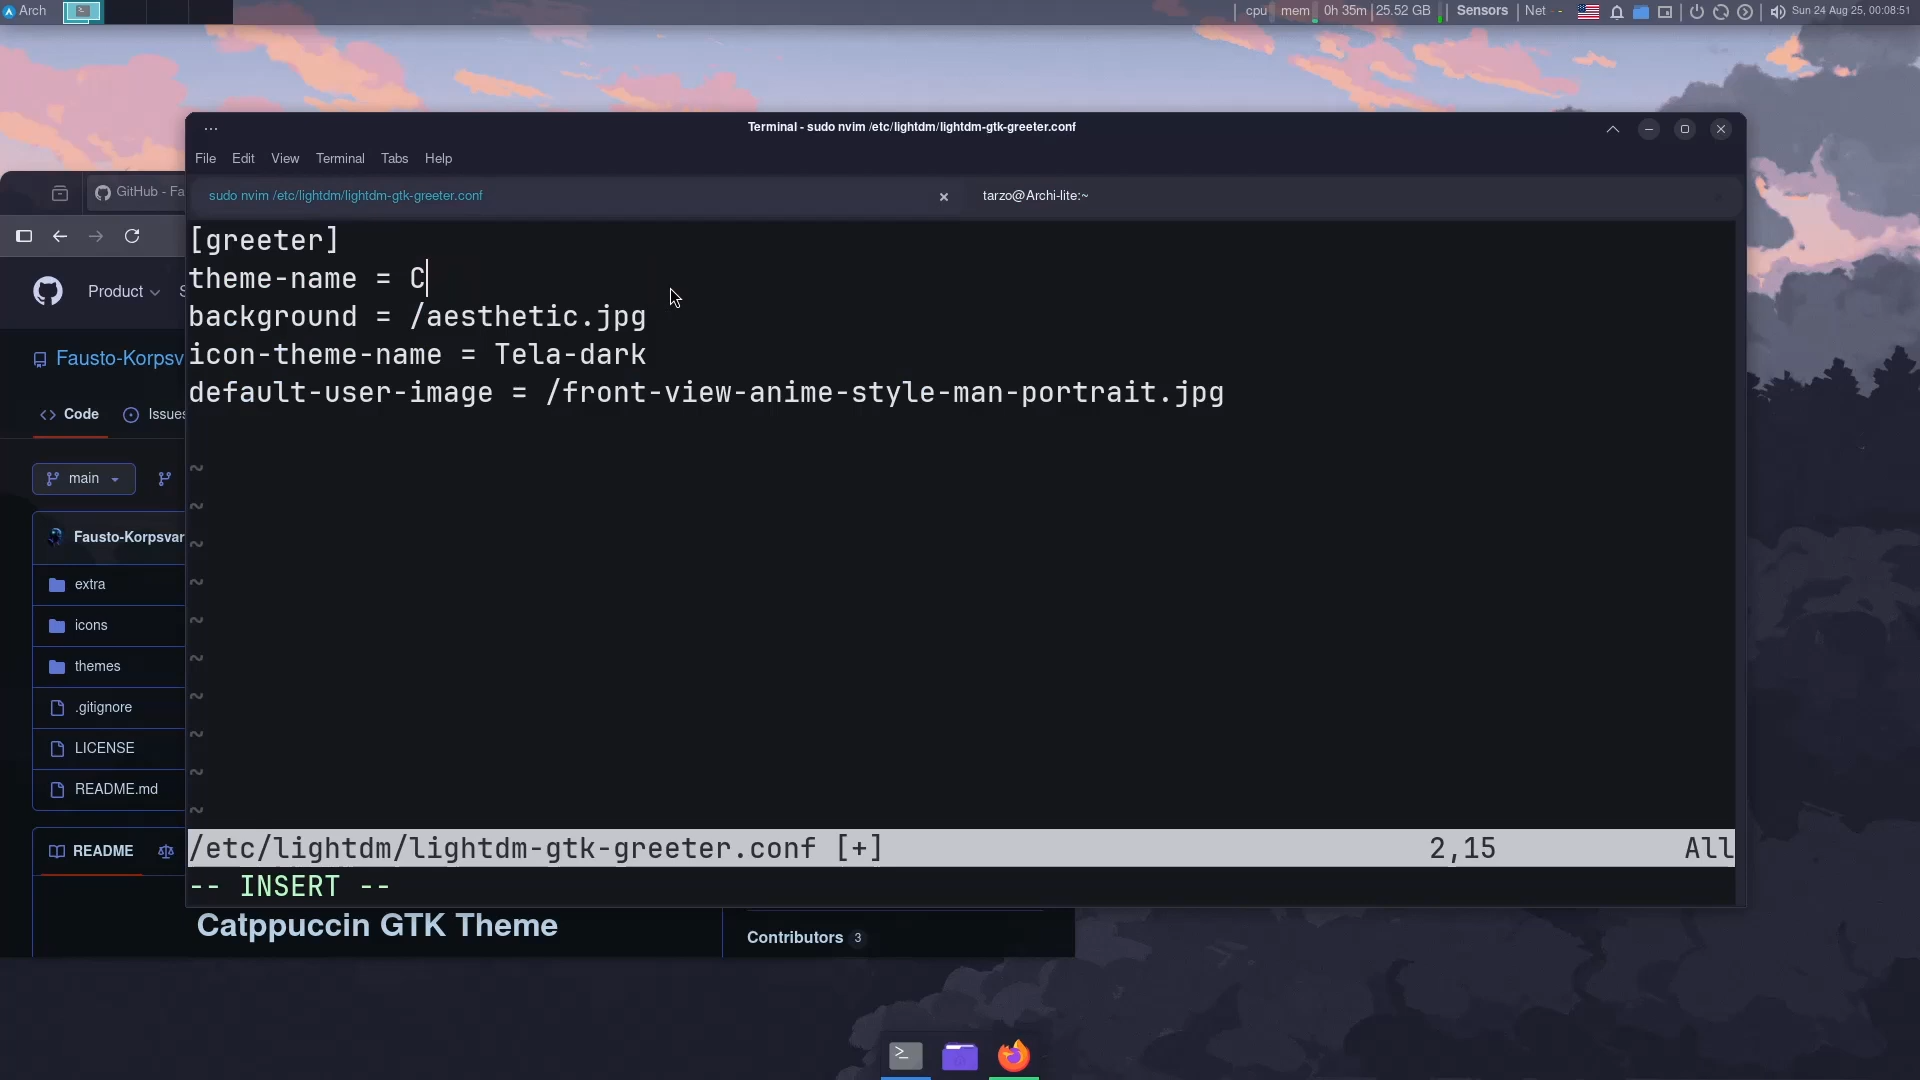 Arch
cpu mem 0h 35m 25.52 GB Sensors Net -- Sun 24 Aug 25, 00:08:51
Terminal - sudo nvim /etc/lightdm/lightdm-gtk-greeter.conf
File Edit View Terminal Tabs Help
sudo nvim /etc/lightdm/lightdm-gtk-greeter.conf
tarzo@Archi-lite:~
[greeter]
theme-name = C
background = /aesthetic.jpg
icon-theme-name = Tela-dark
default-user-image = /front-view-anime-style-man-portrait.jpg
~
~
~
~
~
~
~
~
~
~
/etc/lightdm/lightdm-gtk-greeter.conf [+] 2,15 All
-- INSERT --
GitHub - Fa
Product S
Fausto-Korpsv
Code Issues
main
Fausto-Korpsvar
extra
icons
themes
.gitignore
LICENSE
README.md
README
Catppuccin GTK Theme
Contributors 3